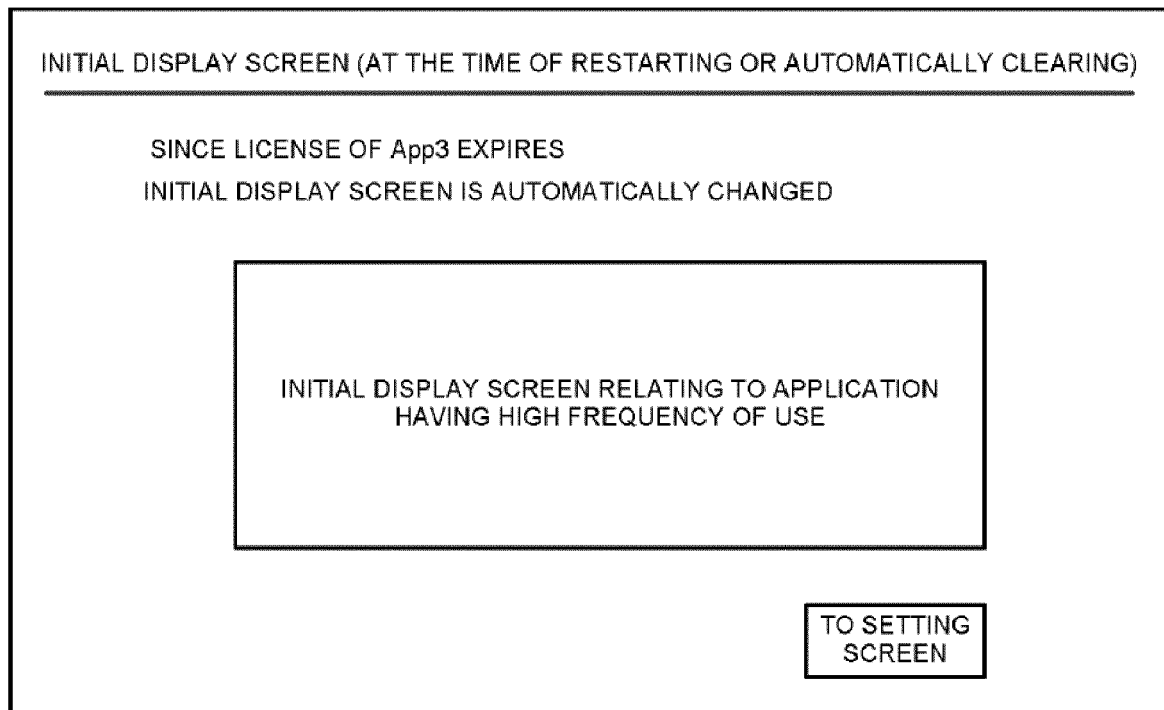 INITIAL DISPLAY SCREEN (AT THE TIME OF RESTARTING OR AUTOMATICALLY CLEARING)
SINCE LICENSE OF App3 EXPIRES
INITIAL DISPLAY SCREEN IS AUTOMATICALLY CHANGED
INITIAL DISPLAY SCREEN RELATING TO APPLICATION
HAVING HIGH FREQUENCY OF USE
TO SETTING
SCREEN